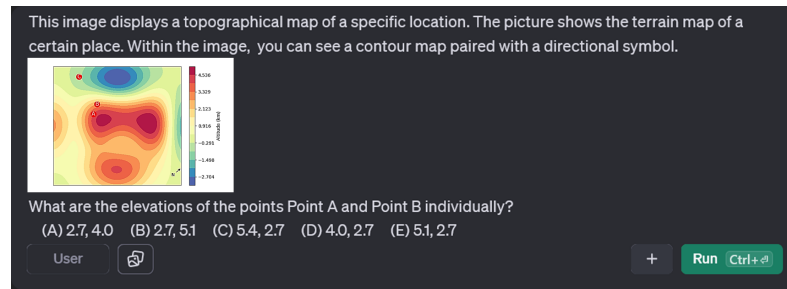 This image displays a topographical map of a specific location. The picture shows the terrain map of a
certain place. Within the image, you can see a contour map paired with a directional symbol.
C
B
A
N
4.536
3.329
2.123
0.916
-0.291
-1.498
-2.704
Altitude (km)
What are the elevations of the points Point A and Point B individually?
(A) 2.7, 4.0 (B) 2.7, 5.1 (C) 5.4, 2.7 (D) 4.0, 2.7 (E) 5.1, 2.7
User
+
Run Ctrl+⏎